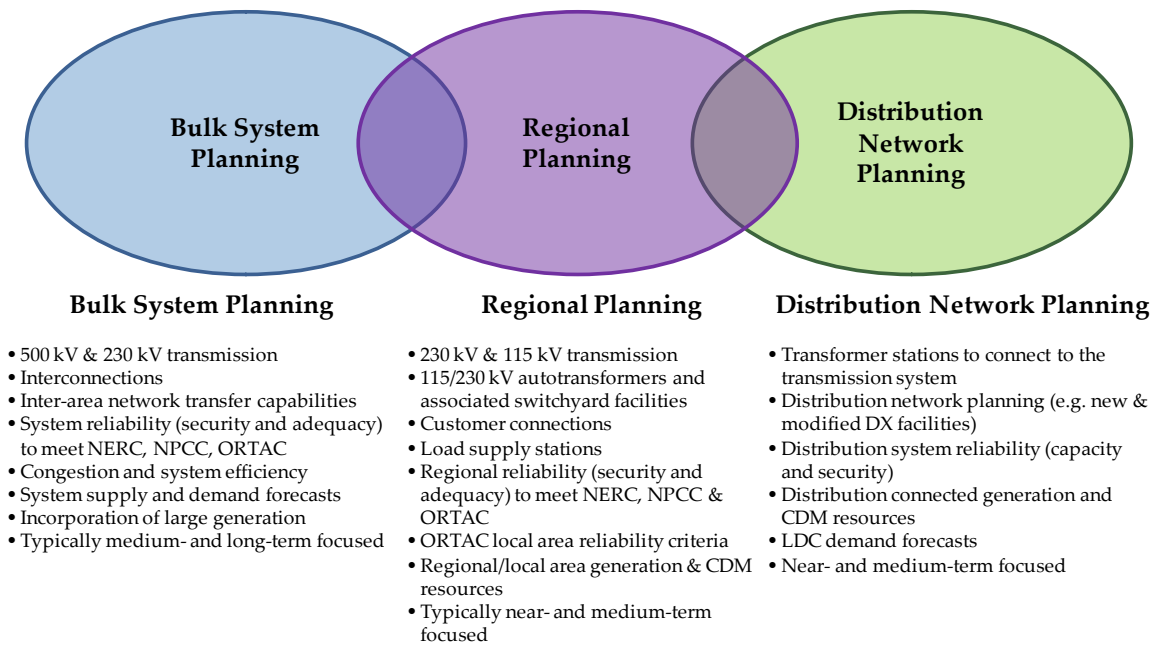 Bulk System
Planning
Regional
Planning
Distribution
Network
Planning
Bulk System Planning
• 500 kV & 230 kV transmission
• Interconnections
• Inter-area network transfer capabilities
• System reliability (security and adequacy)
to meet NERC, NPCC, ORTAC
• Congestion and system efficiency
• System supply and demand forecasts
• Incorporation of large generation
• Typically medium- and long-term focused
Regional Planning
• 230 kV & 115 kV transmission
• 115/230 kV autotransformers and
associated switchyard facilities
• Customer connections
• Load supply stations
• Regional reliability (security and
adequacy) to meet NERC, NPCC &
ORTAC
• ORTAC local area reliability criteria
• Regional/local area generation & CDM
resources
• Typically near- and medium-term
focused
Distribution Network Planning
• Transformer stations to connect to the
transmission system
• Distribution network planning (e.g. new &
modified DX facilities)
• Distribution system reliability (capacity
and security)
• Distribution connected generation and
CDM resources
• LDC demand forecasts
• Near- and medium-term focused